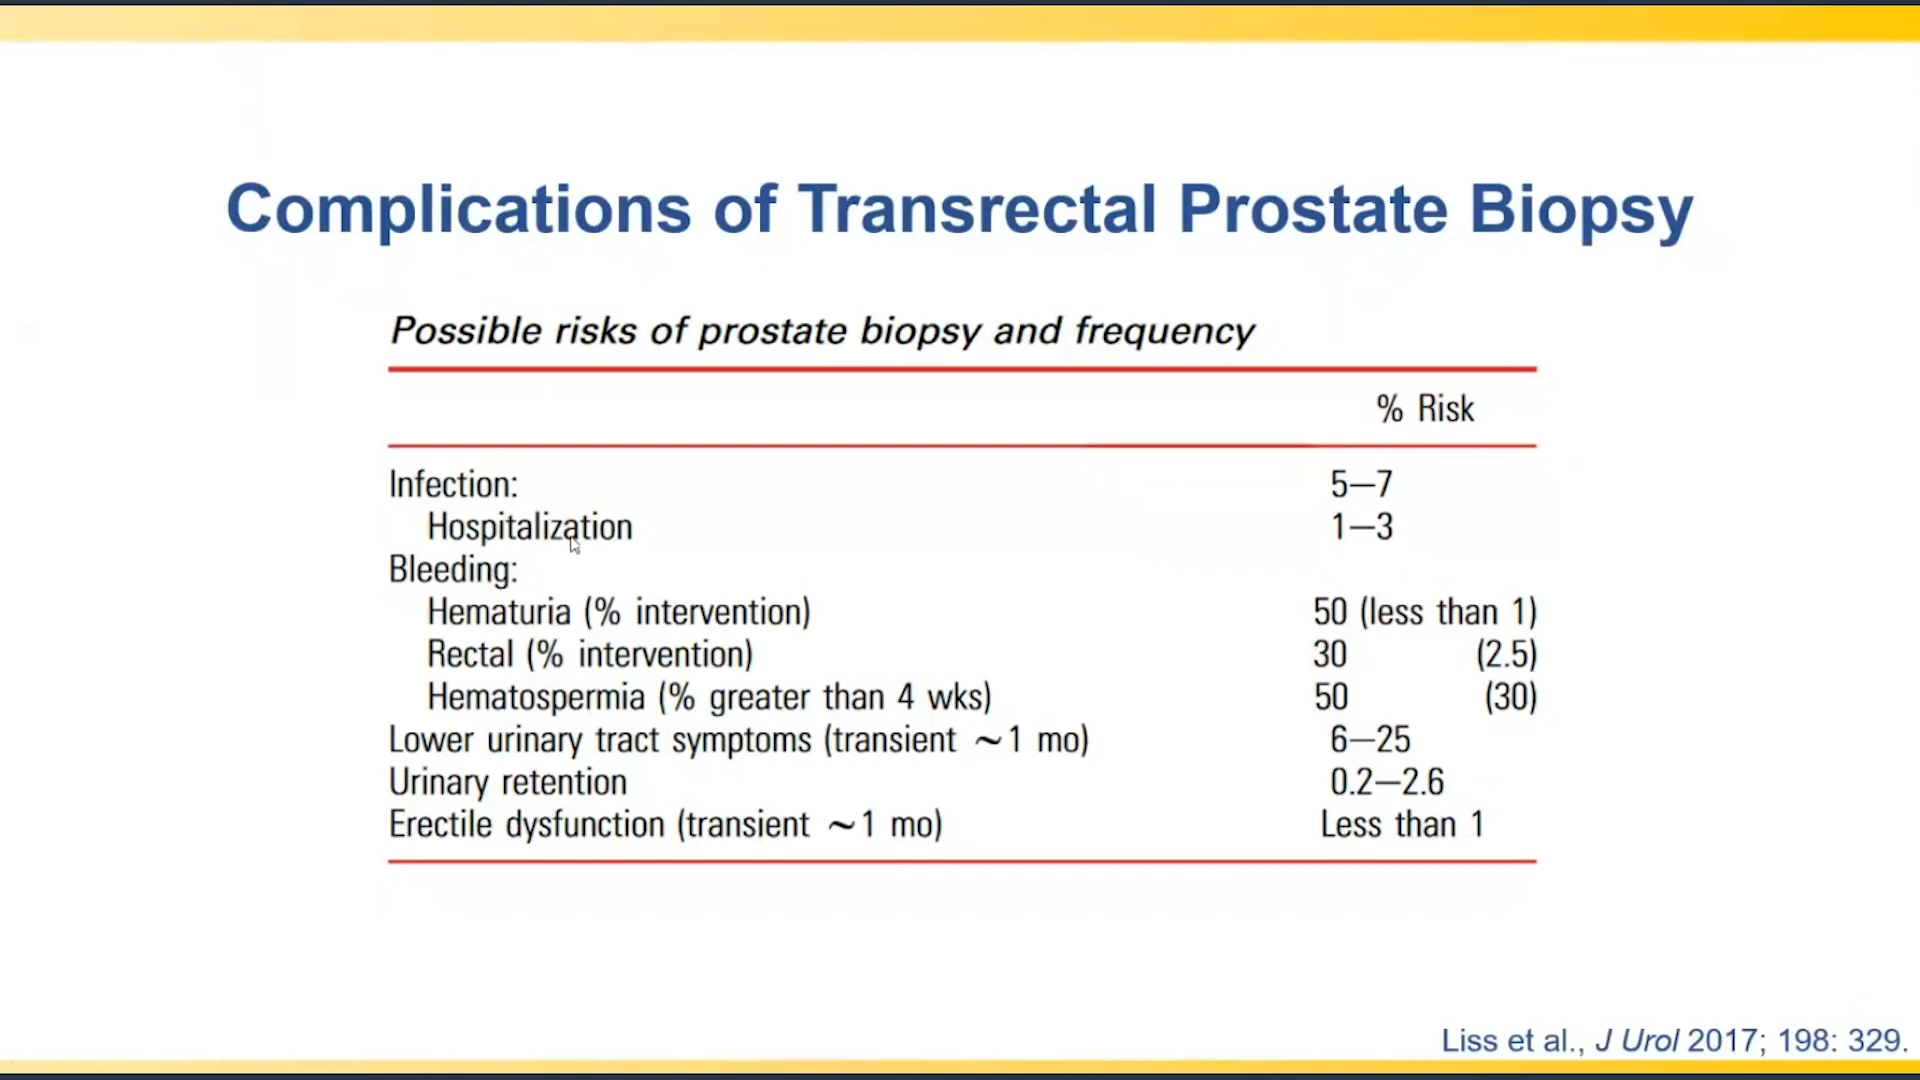 Complications of Transrectal Prostate Biopsy
Possible risks of prostate biopsy and frequency
% Risk
Infection: 5–7
Hospitalization 1–3
Bleeding:
Hematuria (% intervention) 50 (less than 1)
Rectal (% intervention) 30 (2.5)
Hematospermia (% greater than 4 wks) 50 (30)
Lower urinary tract symptoms (transient ~1 mo) 6–25
Urinary retention 0.2–2.6
Erectile dysfunction (transient ~1 mo) Less than 1
Liss et al., J Urol 2017; 198: 329.